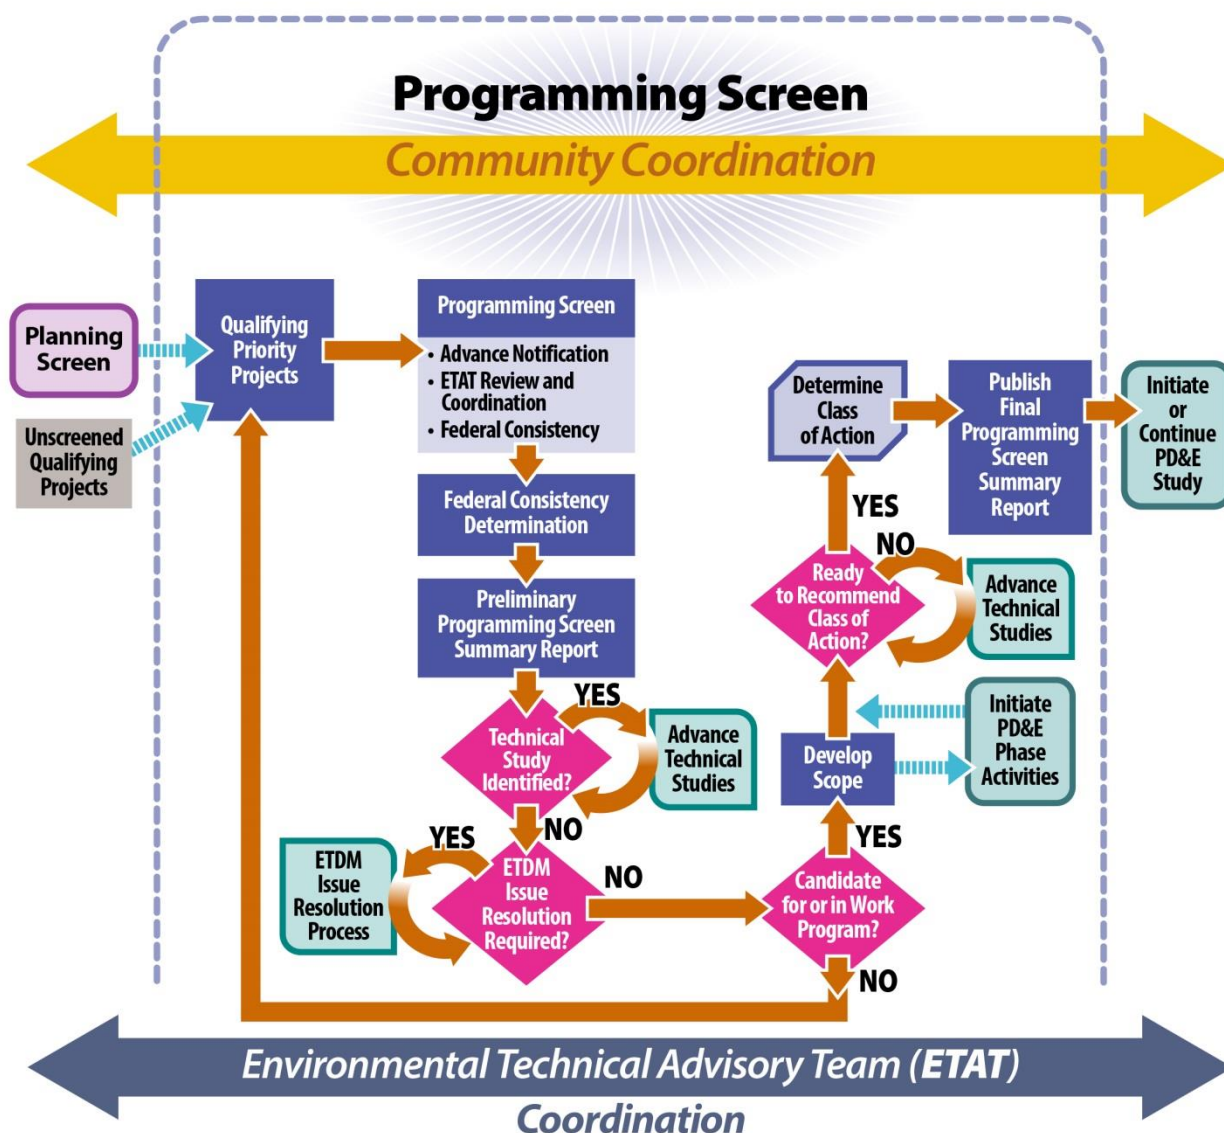 Programming Screen
Community Coordination
Planning
Screen
Unscreened
Qualifying
Projects
Qualifying
Priority
Projects
Programming Screen
• Advance Notification
• ETAT Review and
Coordination
• Federal Consistency
Federal Consistency
Determination
Preliminary
Programming Screen
Summary Report
Technical
Study
Identified?
YES
Advance
Technical
Studies
NO
ETDM
Issue
Resolution
Required?
YES
ETDM
Issue
Resolution
Process
NO
Candidate
for or in Work
Program?
NO
YES
Develop
Scope
Initiate
PD&E
Phase
Activities
Ready
to Recommend
Class of
Action?
NO
Advance
Technical
Studies
YES
Determine
Class
of Action
Publish
Final
Programming
Screen
Summary
Report
Initiate
or
Continue
PD&E
Study
Environmental Technical Advisory Team (ETAT)
Coordination